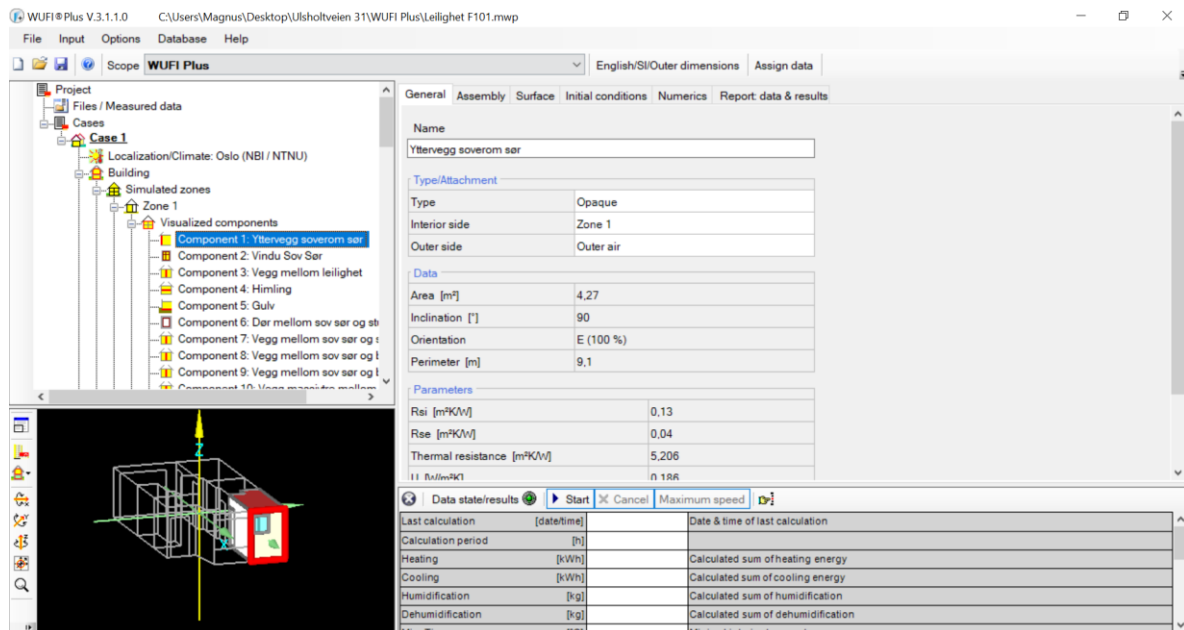 WUFI®Plus V.3.1.1.0 C:\Users\Magnus\Desktop\Ulsholtveien 31\WUFI Plus\Leilighet F101.mwp
File Input Options Database Help
Scope WUFI Plus English/SI/Outer dimensions Assign data
Project
Files / Measured data
Cases
Case 1
Localization/Climate: Oslo (NBI / NTNU)
Building
Simulated zones
Zone 1
Visualized components
Component 1: Yttervegg soverom sør
Component 2: Vindu Sov Sør
Component 3: Vegg mellom leilighet
Component 4: Himling
Component 5: Gulv
Component 6: Dør mellom sov sør og
Component 7: Vegg mellom sov sør og
Component 8: Vegg mellom sov sør og
Component 9: Vegg mellom sov sør og
Component 10: Vegg massivtre mellom
General Assembly Surface Initial conditions Numerics Report: data & results
Name
Yttervegg soverom sør
Type/Attachment
Type Opaque
Interior side Zone 1
Outer side Outer air
Data
Area [m²] 4,27
Inclination [°] 90
Orientation E (100 %)
Perimeter [m] 9,1
Parameters
Rsi [m²K/W] 0,13
Rse [m²K/W] 0,04
Thermal resistance [m²K/W] 5,206
U [W/m²K] 0,186
Z
X
Data state/results Start Cancel Maximum speed
Last calculation [date/time] Date & time of last calculation
Calculation period [h]
Heating [kWh] Calculated sum of heating energy
Cooling [kWh] Calculated sum of cooling energy
Humidification [kg] Calculated sum of humidification
Dehumidification [kg] Calculated sum of dehumidification